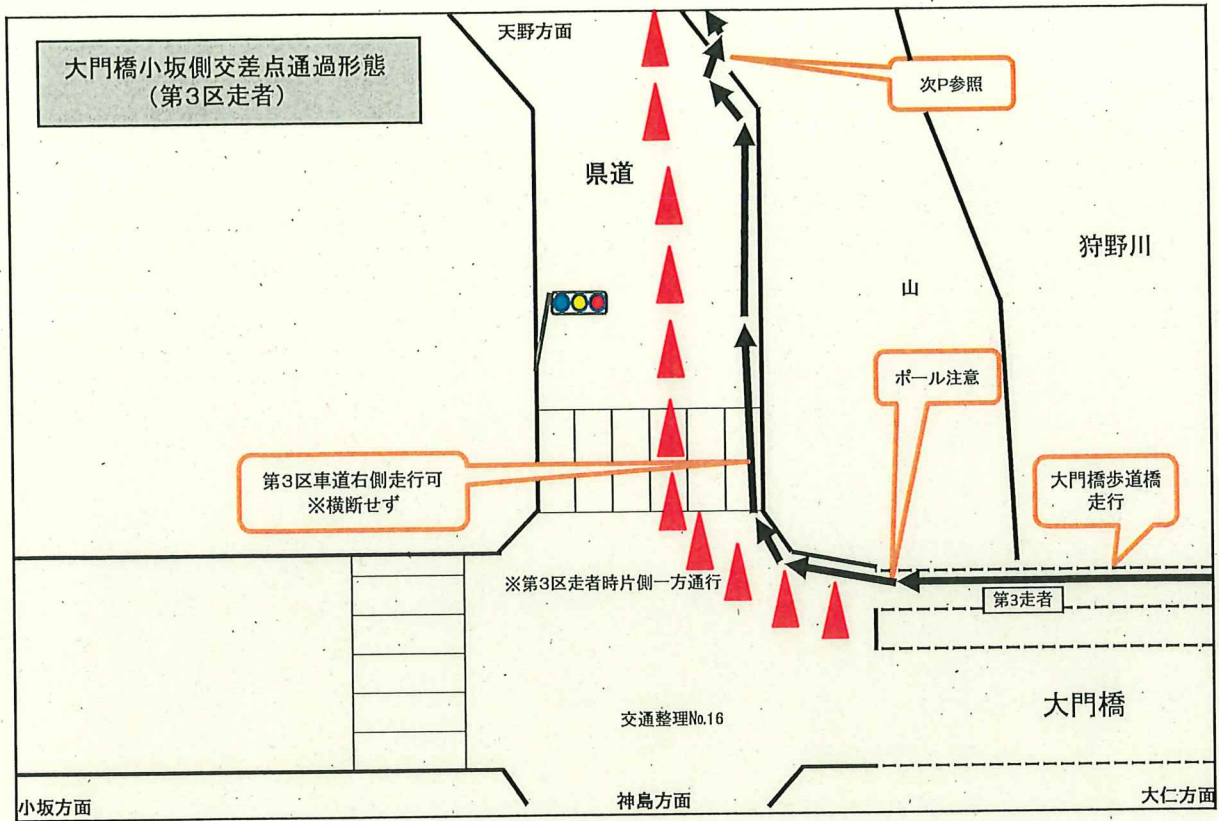 大門橋小坂側交差点通過形態
(第3区走者)
天野方面
次P参照
県道
狩野川
山
ポール注意
第3区車道右側走行可
※横断せず
大門橋歩道橋
走行
※第3区走者時片側一方通行
第3走者
大門橋
交通整理No.16
小坂方面
神島方面
大仁方面